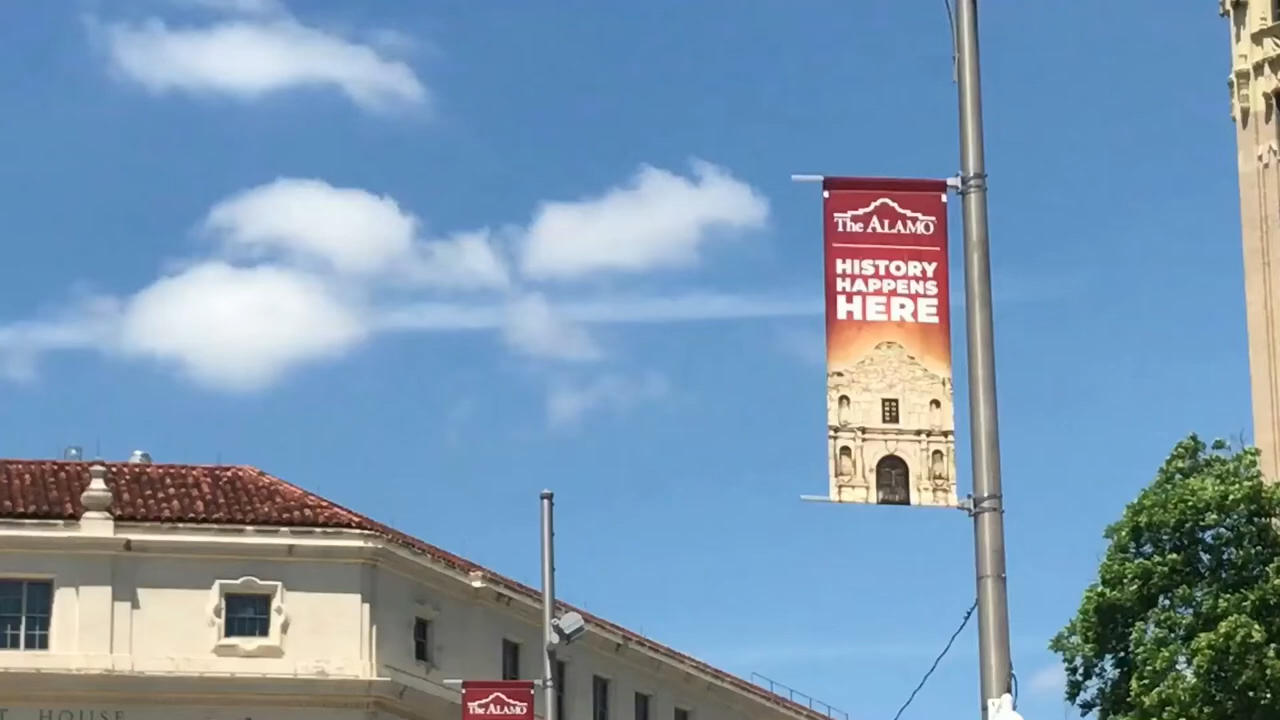 The ALAMO
HISTORY
HAPPENS
HERE
The ALAMO
T HOUSE